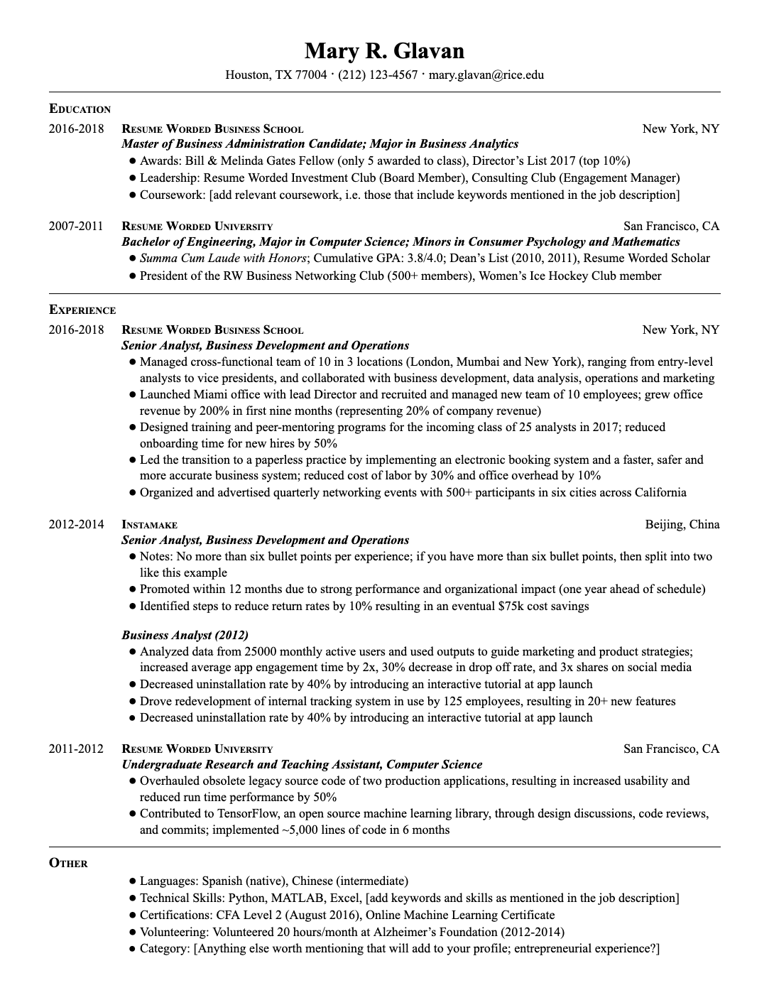 Mary R. Glavan
Houston, TX 77004 · (212) 123-4567 · mary.glavan@rice.edu
EDUCATION
2016-2018 RESUME WORDED BUSINESS SCHOOL New York, NY
Master of Business Administration Candidate; Major in Business Analytics
● Awards: Bill & Melinda Gates Fellow (only 5 awarded to class), Director’s List 2017 (top 10%)
● Leadership: Resume Worded Investment Club (Board Member), Consulting Club (Engagement Manager)
● Coursework: [add relevant coursework, i.e. those that include keywords mentioned in the job description]
2007-2011 RESUME WORDED UNIVERSITY San Francisco, CA
Bachelor of Engineering, Major in Computer Science; Minors in Consumer Psychology and Mathematics
● Summa Cum Laude with Honors; Cumulative GPA: 3.8/4.0; Dean’s List (2010, 2011), Resume Worded Scholar
● President of the RW Business Networking Club (500+ members), Women’s Ice Hockey Club member
EXPERIENCE
2016-2018 RESUME WORDED BUSINESS SCHOOL New York, NY
Senior Analyst, Business Development and Operations
● Managed cross-functional team of 10 in 3 locations (London, Mumbai and New York), ranging from entry-level
analysts to vice presidents, and collaborated with business development, data analysis, operations and marketing
● Launched Miami office with lead Director and recruited and managed new team of 10 employees; grew office
revenue by 200% in first nine months (representing 20% of company revenue)
● Designed training and peer-mentoring programs for the incoming class of 25 analysts in 2017; reduced
onboarding time for new hires by 50%
● Led the transition to a paperless practice by implementing an electronic booking system and a faster, safer and
more accurate business system; reduced cost of labor by 30% and office overhead by 10%
● Organized and advertised quarterly networking events with 500+ participants in six cities across California
2012-2014 INSTAMAKE Beijing, China
Senior Analyst, Business Development and Operations
● Notes: No more than six bullet points per experience; if you have more than six bullet points, then split into two
like this example
● Promoted within 12 months due to strong performance and organizational impact (one year ahead of schedule)
● Identified steps to reduce return rates by 10% resulting in an eventual $75k cost savings
Business Analyst (2012)
● Analyzed data from 25000 monthly active users and used outputs to guide marketing and product strategies;
increased average app engagement time by 2x, 30% decrease in drop off rate, and 3x shares on social media
● Decreased uninstallation rate by 40% by introducing an interactive tutorial at app launch
● Drove redevelopment of internal tracking system in use by 125 employees, resulting in 20+ new features
● Decreased uninstallation rate by 40% by introducing an interactive tutorial at app launch
2011-2012 RESUME WORDED UNIVERSITY San Francisco, CA
Undergraduate Research and Teaching Assistant, Computer Science
● Overhauled obsolete legacy source code of two production applications, resulting in increased usability and
reduced run time performance by 50%
● Contributed to TensorFlow, an open source machine learning library, through design discussions, code reviews,
and commits; implemented ~5,000 lines of code in 6 months
OTHER
● Languages: Spanish (native), Chinese (intermediate)
● Technical Skills: Python, MATLAB, Excel, [add keywords and skills as mentioned in the job description]
● Certifications: CFA Level 2 (August 2016), Online Machine Learning Certificate
● Volunteering: Volunteered 20 hours/month at Alzheimer’s Foundation (2012-2014)
● Category: [Anything else worth mentioning that will add to your profile; entrepreneurial experience?]